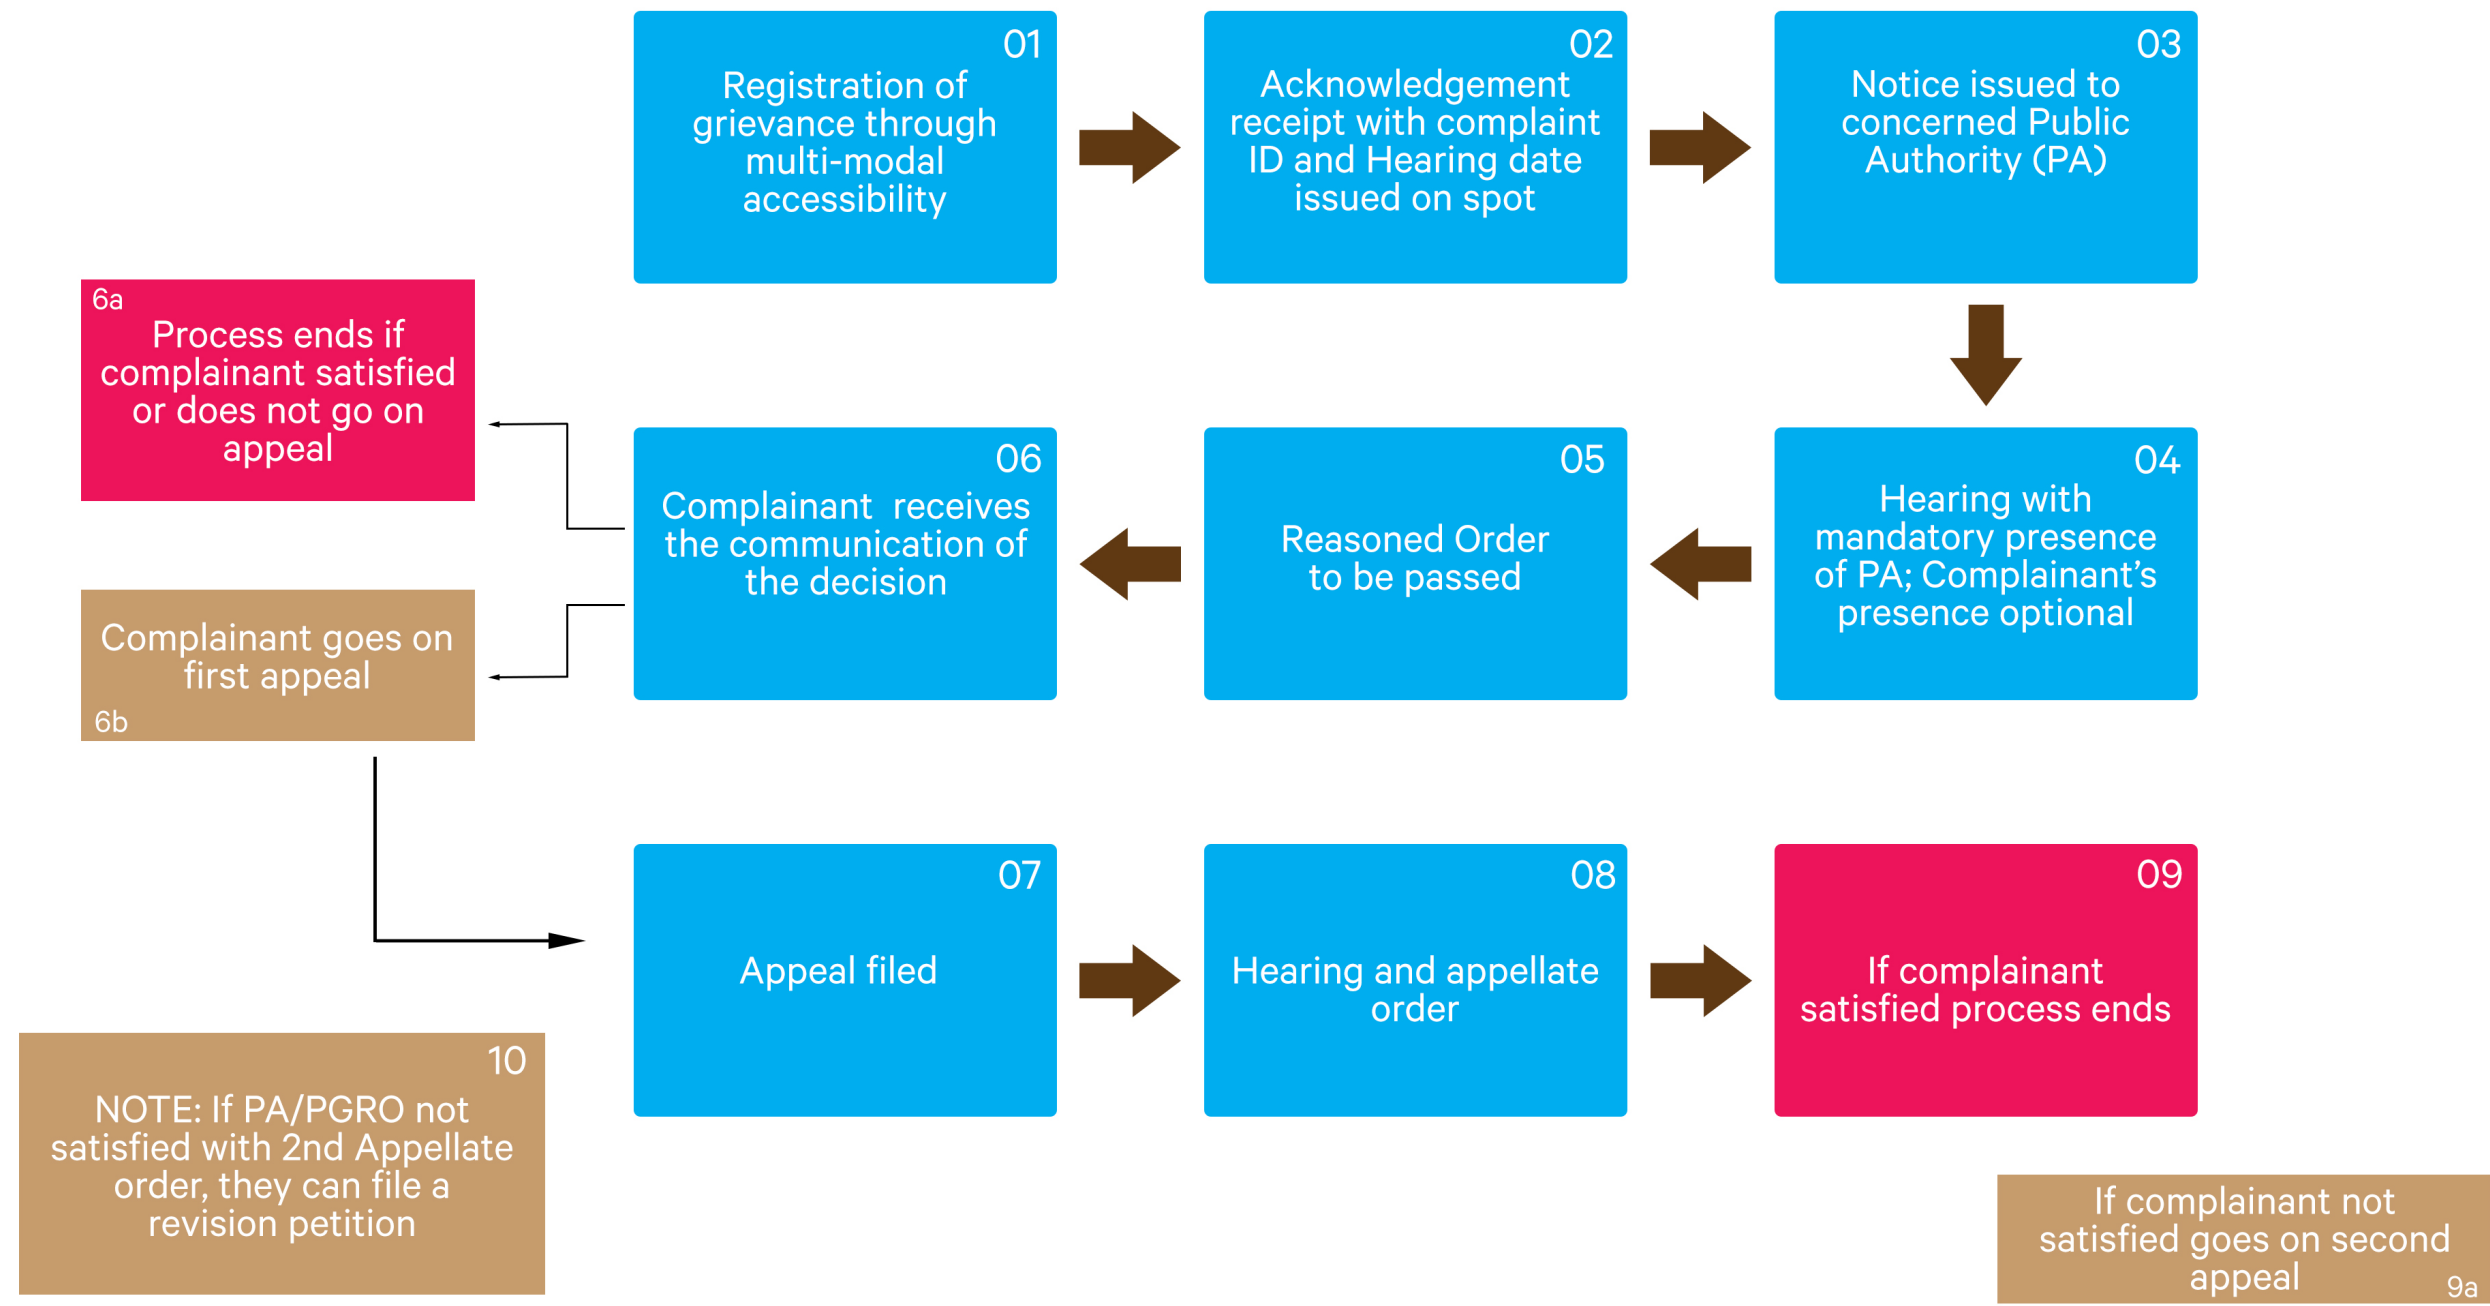 01
Registration of
grievance through
multi-modal
accessibility
02
Acknowledgement
receipt with complaint
ID and Hearing date
issued on spot
03
Notice issued to
concerned Public
Authority (PA)
04
Hearing with
mandatory presence
of PA; Complainant’s
presence optional
05
Reasoned Order
to be passed
06
Complainant receives
the communication of
the decision
6a
Process ends if
complainant satisfied
or does not go on
appeal
Complainant goes on
first appeal
6b
07
Appeal filed
08
Hearing and appellate
order
09
If complainant
satisfied process ends
If complainant not
satisfied goes on second
appeal
9a
10
NOTE: If PA/PGRO not
satisfied with 2nd Appellate
order, they can file a
revision petition